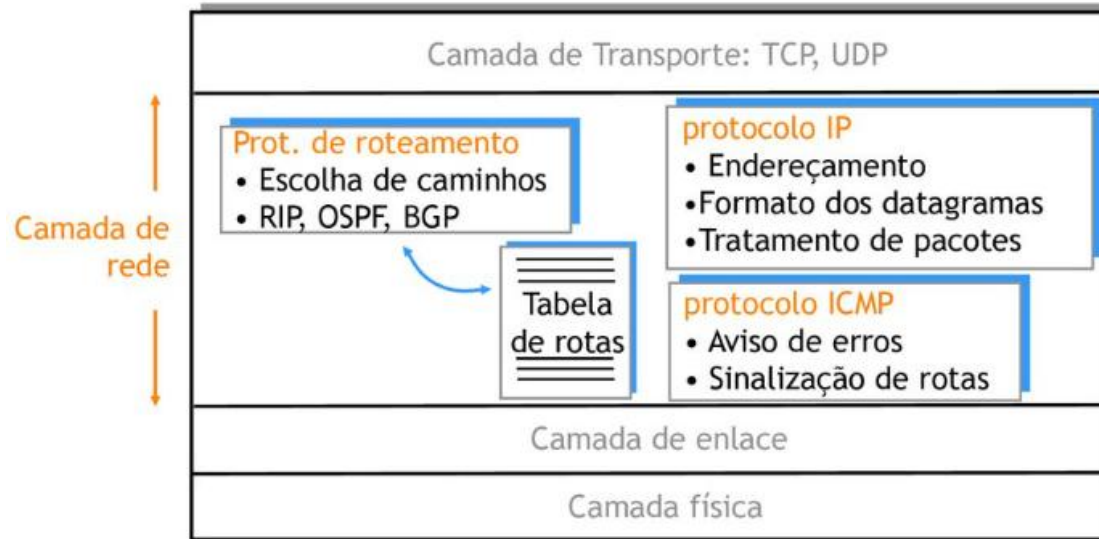 Camada de Transporte: TCP, UDP
Camada de
rede
Prot. de roteamento
• Escolha de caminhos
• RIP, OSPF, BGP
Tabela
de rotas
protocolo IP
• Endereçamento
•Formato dos datagramas
•Tratamento de pacotes
protocolo ICMP
• Aviso de erros
• Sinalização de rotas
Camada de enlace
Camada física